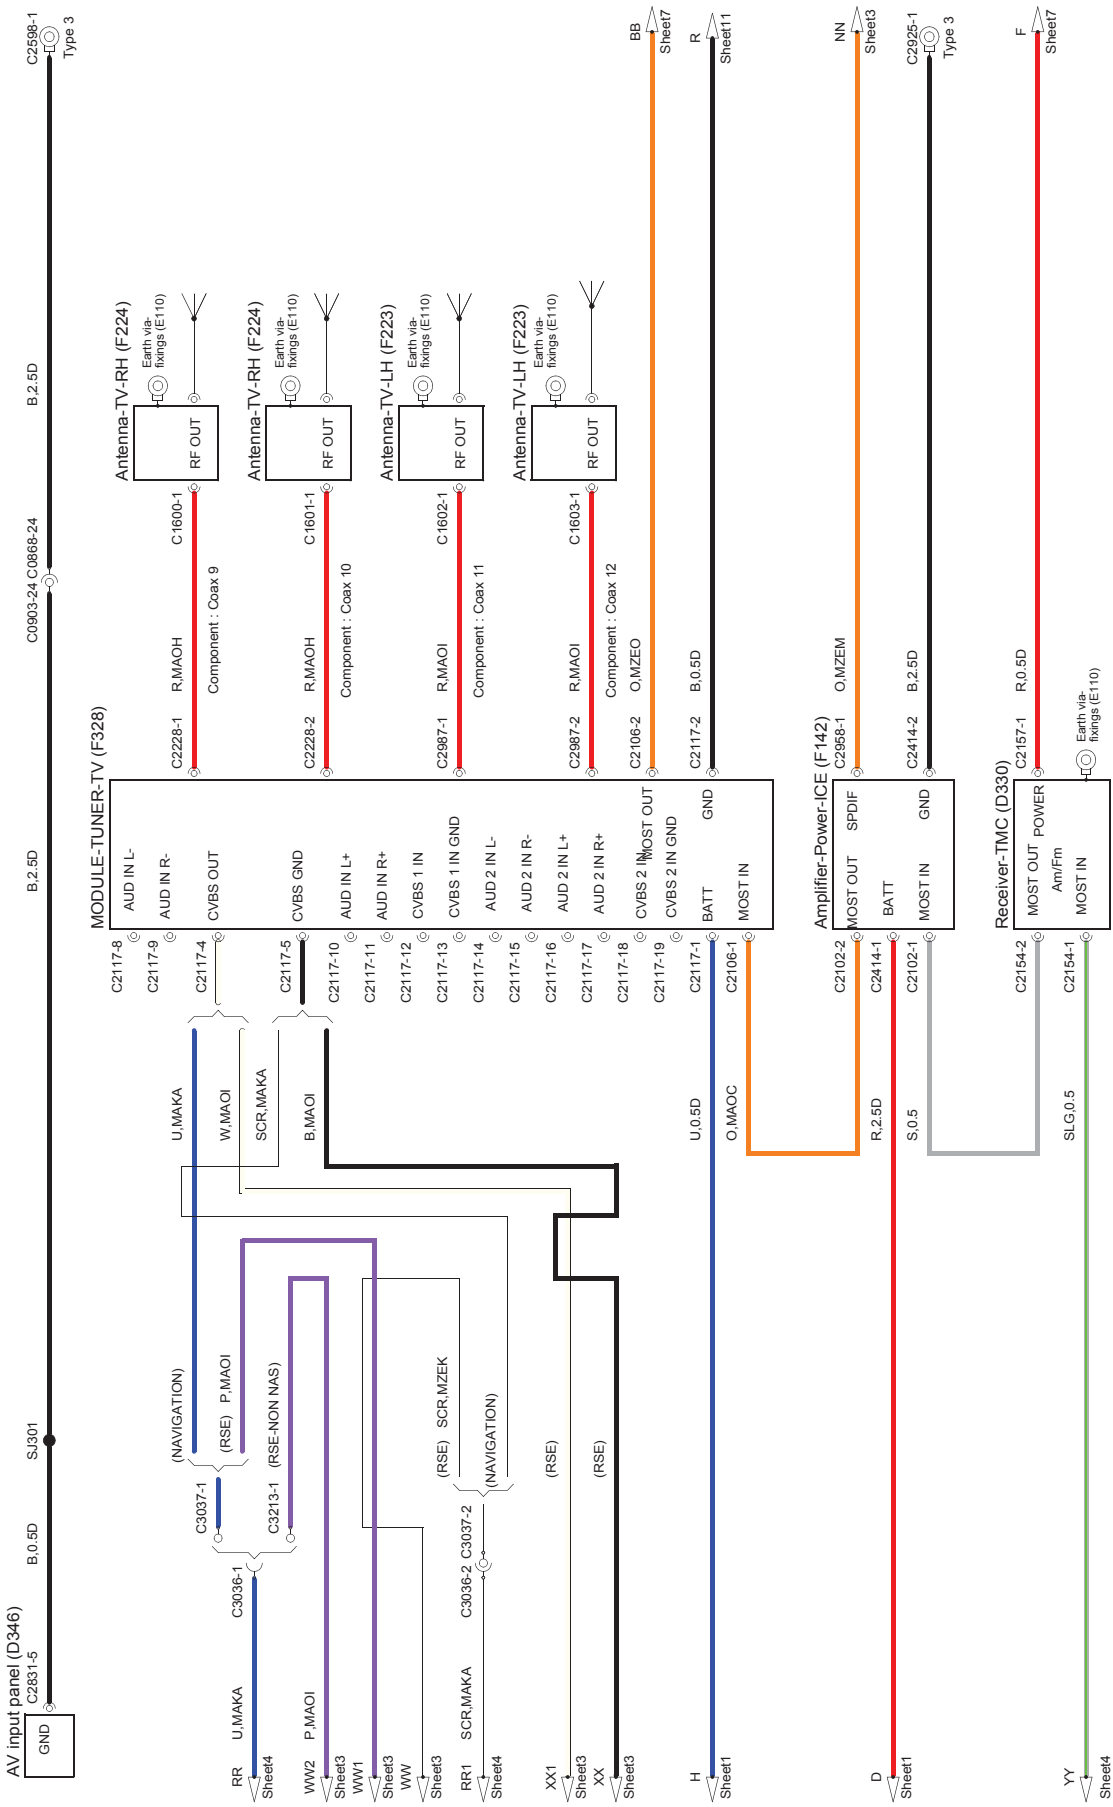 AV input panel (D346)
C2831-5
GND
B,0.5D
SJ301
B,2.5D
C0903-24
C0868-24
B,2.5D
C2598-1
Type 3
MODULE-TUNER-TV (F328)
C2117-8
AUD IN L-
C2117-9
AUD IN R-
C2117-4
CVBS OUT
C2117-5
CVBS GND
C2117-10
AUD IN L+
C2117-11
AUD IN R+
C2117-12
CVBS 1 IN
C2117-13
CVBS 1 IN GND
C2117-14
AUD 2 IN L-
C2117-15
AUD 2 IN R-
C2117-16
AUD 2 IN L+
C2117-17
AUD 2 IN R+
C2117-18
CVBS 2 IN
MOST OUT
C2117-19
CVBS 2 IN GND
C2117-1
BATT
GND
C2106-1
MOST IN
C2228-1
R,MAOH
Component : Coax 9
C1600-1
Antenna-TV-RH (F224)
RF OUT
Earth via-
fixings (E110)
C2228-2
R,MAOH
Component : Coax 10
C1601-1
Antenna-TV-RH (F224)
RF OUT
Earth via-
fixings (E110)
C2987-1
R,MAOI
Component : Coax 11
C1602-1
Antenna-TV-LH (F223)
RF OUT
Earth via-
fixings (E110)
C2987-2
R,MAOI
Component : Coax 12
C1603-1
Antenna-TV-LH (F223)
RF OUT
Earth via-
fixings (E110)
C2106-2
O,MZEO
BB
Sheet7
C2117-2
B,0.5D
R
Sheet11
U,MAKA
W,MAOI
SCR,MAKA
B,MAOI
(NAVIGATION)
(RSE)
P,MAOI
(RSE-NON NAS)
C3037-1
C3213-1
C3036-1
U,MAKA
RR
Sheet4
P,MAOI
WW2
Sheet3
WW1
Sheet3
WW
Sheet3
(RSE)
SCR,MZEK
(NAVIGATION)
C3037-2
C3036-2
SCR,MAKA
RR1
Sheet4
(RSE)
XX1
Sheet3
(RSE)
XX
Sheet3
U,0.5D
H
Sheet1
O,MAOC
Amplifier-Power-ICE (F142)
C2102-2
MOST OUT
SPDIF
C2958-1
O,MZEM
NN
Sheet3
C2414-1
BATT
R,2.5D
D
Sheet1
C2102-1
MOST IN
GND
C2414-2
B,2.5D
C2925-1
Type 3
S,0.5
Receiver-TMC (D330)
C2154-2
MOST OUT
POWER
C2157-1
R,0.5D
F
Sheet7
Am/Fm
C2154-1
MOST IN
Earth via-
fixings (E110)
SLG,0.5
YY
Sheet4